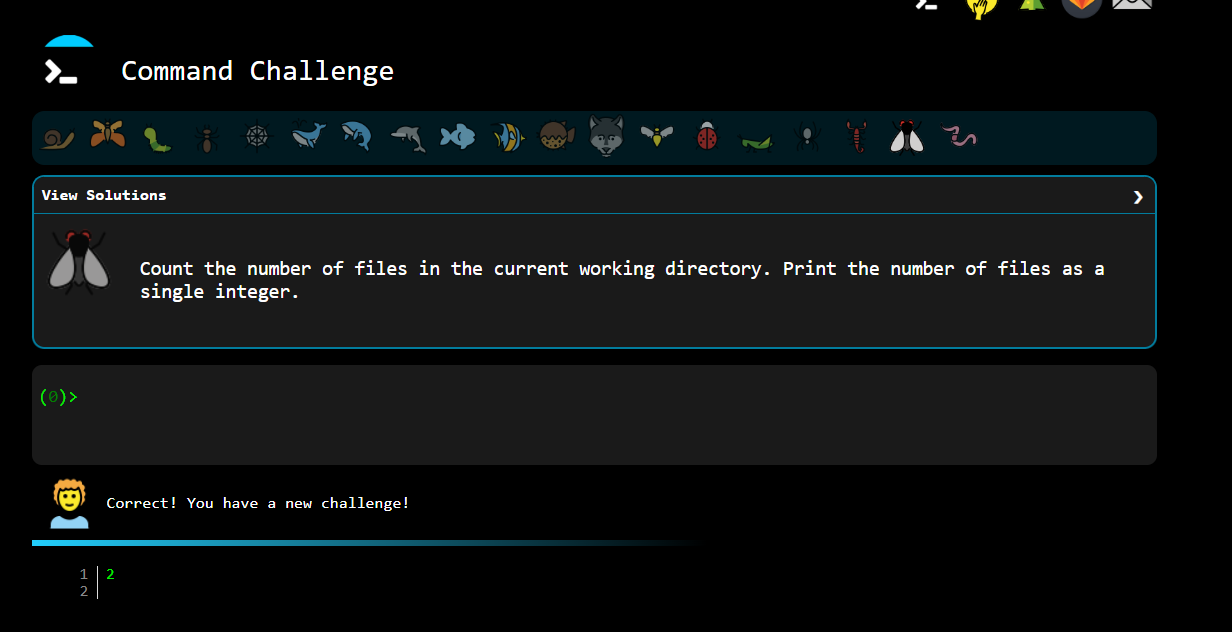 Command Challenge
View Solutions
Count the number of files in the current working directory. Print the number of files as a
single integer.
(0)>
Correct! You have a new challenge!
1 2
2